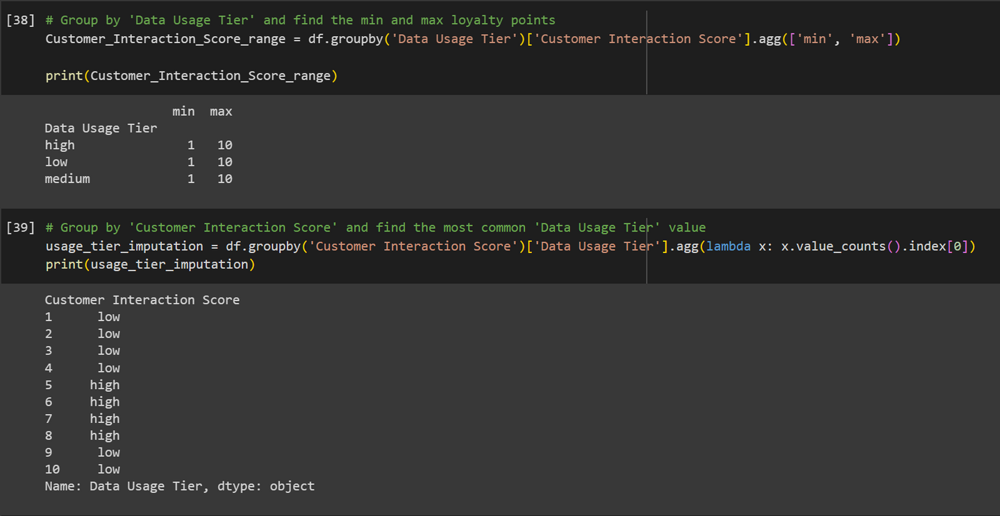 [38] # Group by 'Data Usage Tier' and find the min and max loyalty points
Customer_Interaction_Score_range = df.groupby('Data Usage Tier')['Customer Interaction Score'].agg(['min', 'max'])
print(Customer_Interaction_Score_range)
min max
Data Usage Tier
high 1 10
low 1 10
medium 1 10
[39] # Group by 'Customer Interaction Score' and find the most common 'Data Usage Tier' value
usage_tier_imputation = df.groupby('Customer Interaction Score')['Data Usage Tier'].agg(lambda x: x.value_counts().index[0])
print(usage_tier_imputation)
Customer Interaction Score
1 low
2 low
3 low
4 low
5 high
6 high
7 high
8 high
9 low
10 low
Name: Data Usage Tier, dtype: object